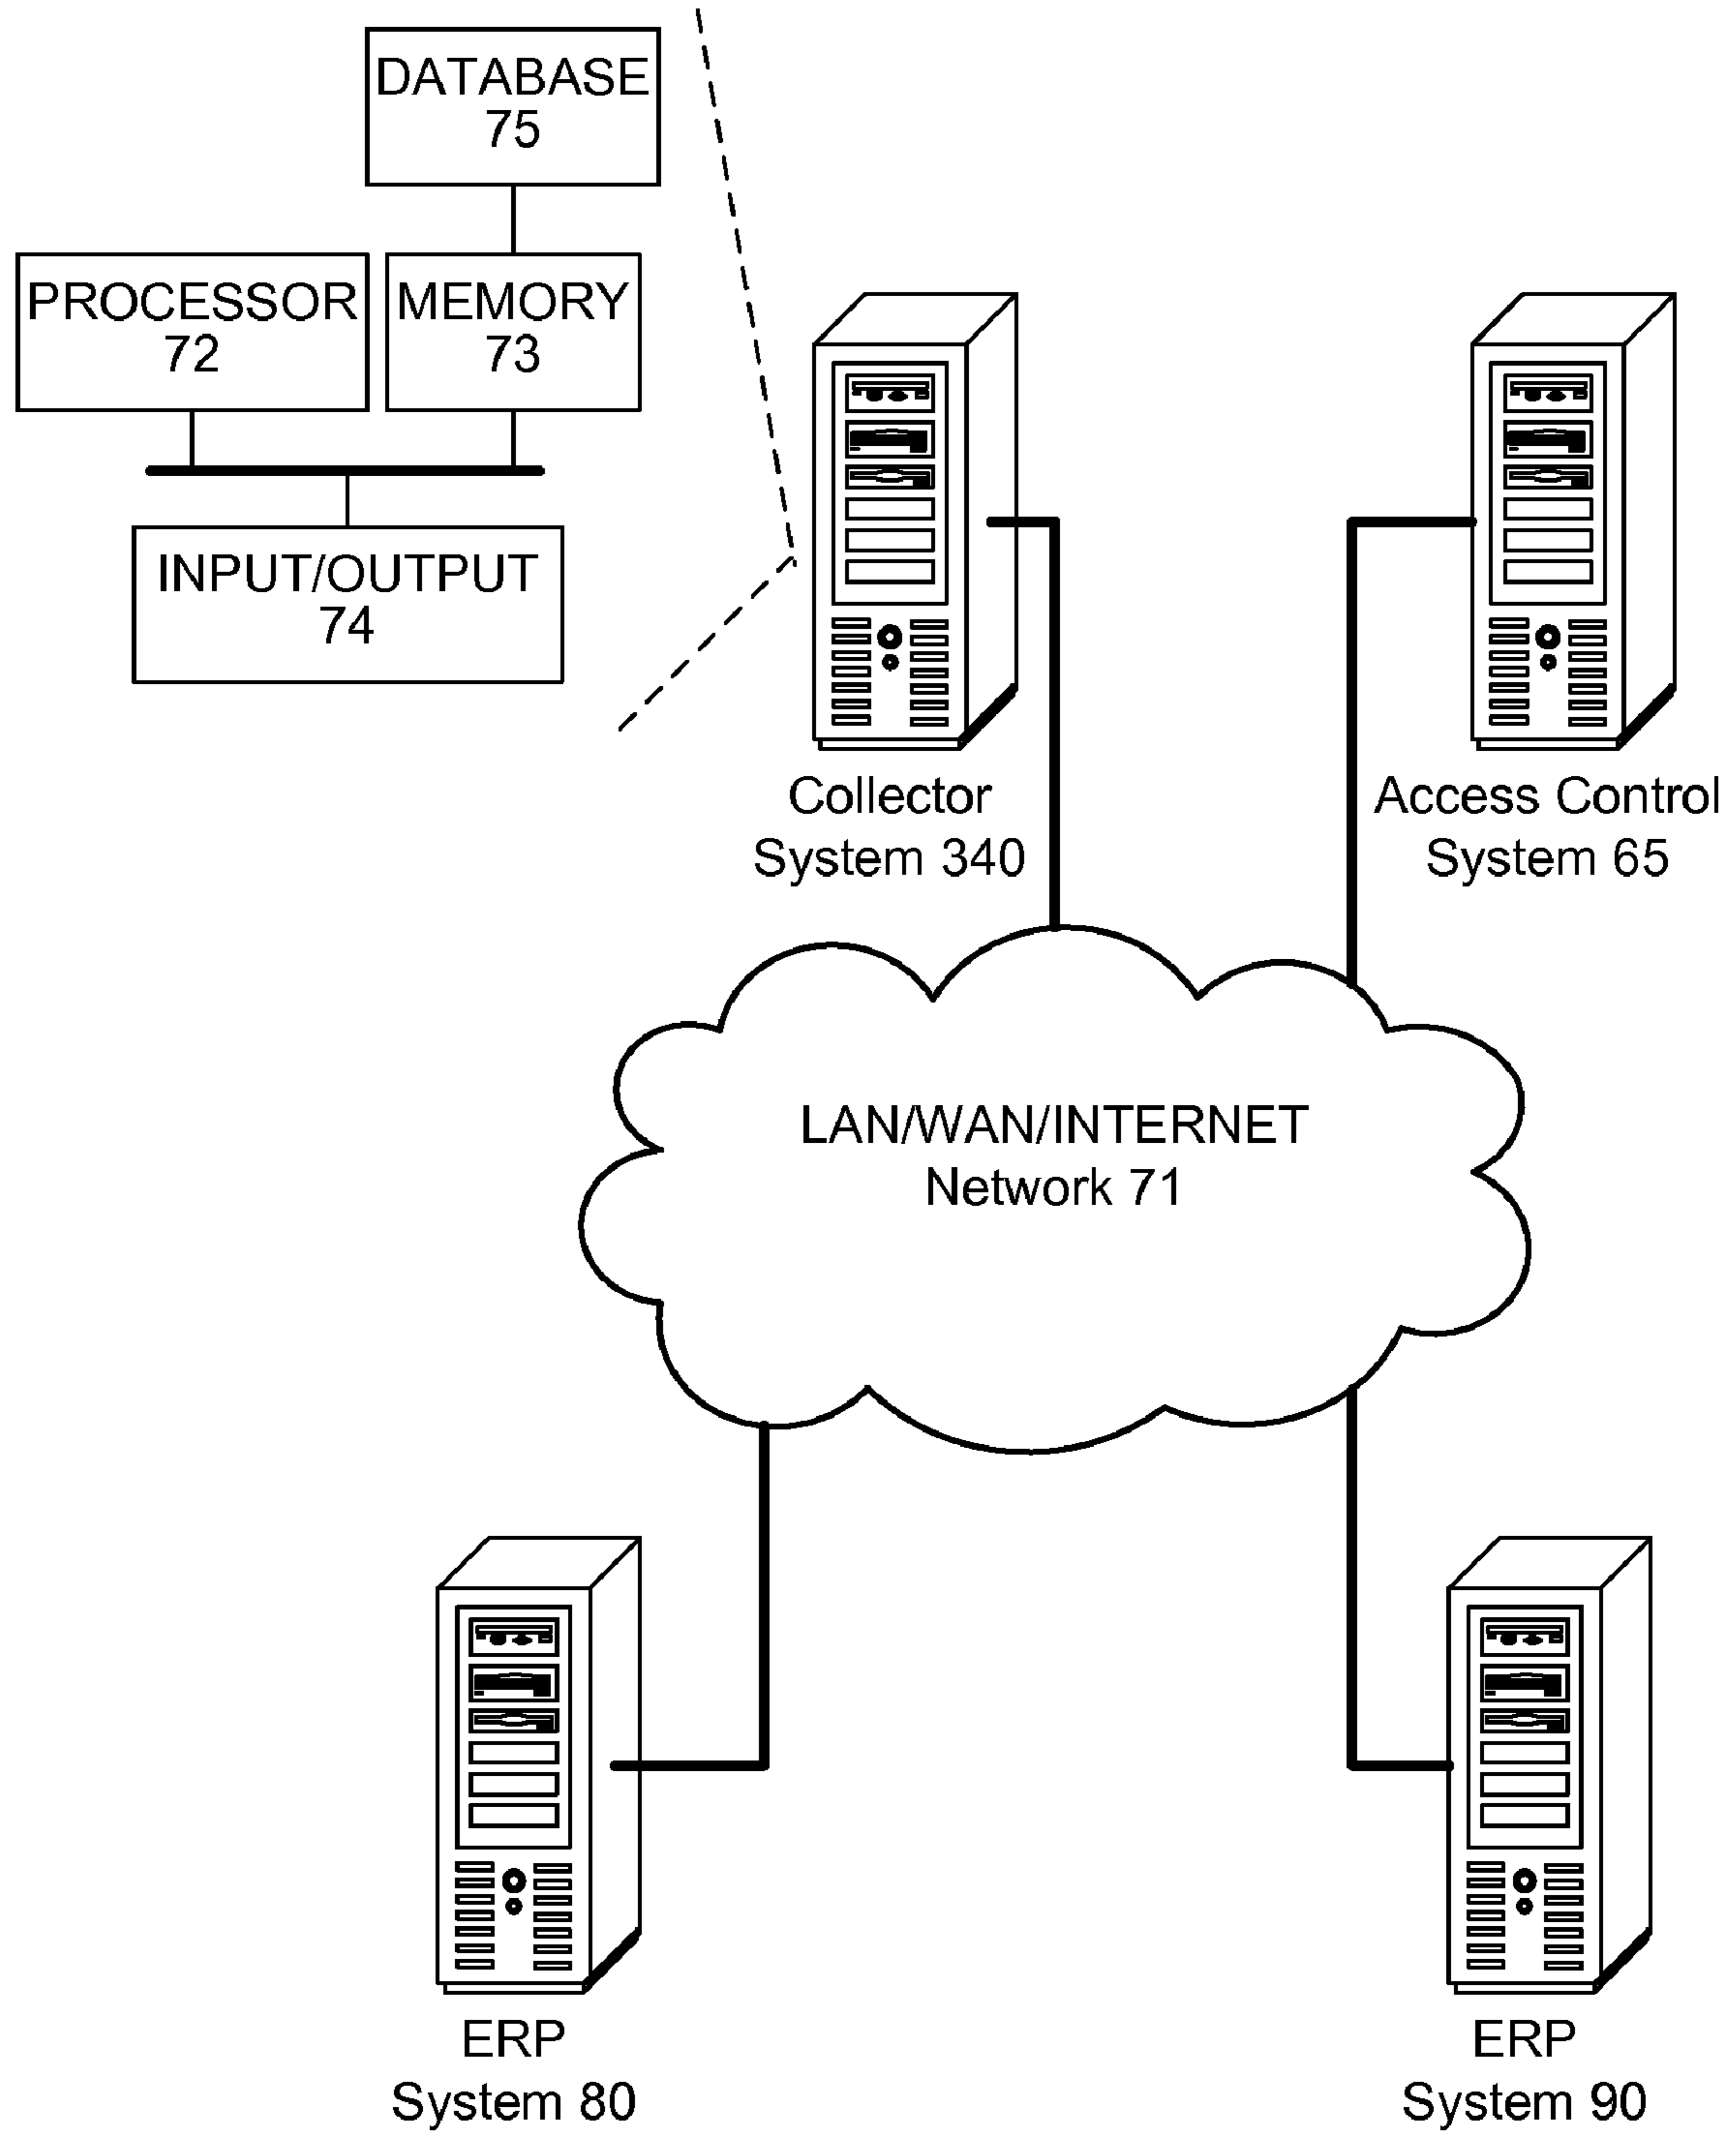 DATABASE
75
PROCESSOR
72
MEMORY
73
INPUT/OUTPUT
74
Collector
System 340
Access Control
System 65
LAN/WAN/INTERNET
Network 71
ERP
System 80
ERP
System 90